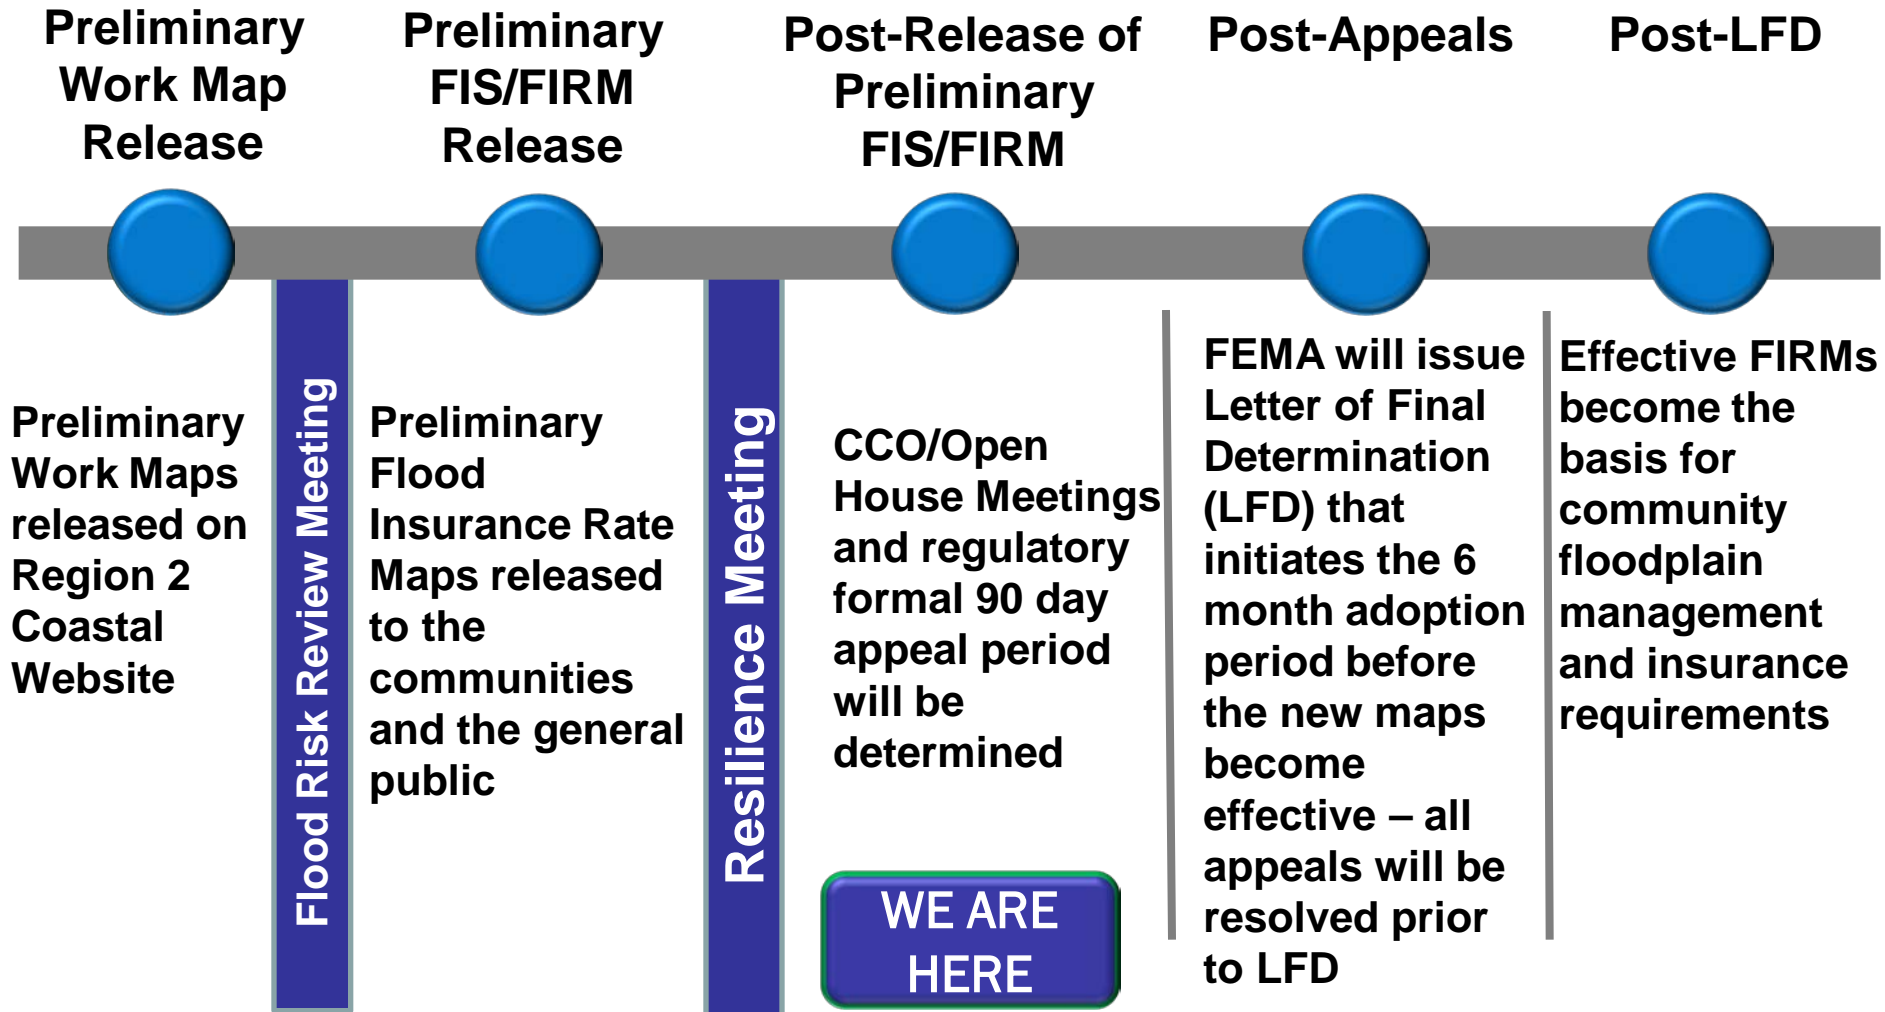 Preliminary
Work Map
Release
Preliminary
FIS/FIRM
Release
Post-Release of
Preliminary
FIS/FIRM
Post-Appeals
Post-LFD
Preliminary
Work Maps
released on
Region 2
Coastal
Website
Flood Risk Review Meeting
Preliminary
Flood
Insurance Rate
Maps released
to the
communities
and the general
public
Resilience Meeting
CCO/Open
House Meetings
and regulatory
formal 90 day
appeal period
will be
determined
WE ARE
HERE
FEMA will issue
Letter of Final
Determination
(LFD) that
initiates the 6
month adoption
period before
the new maps
become
effective – all
appeals will be
resolved prior
to LFD
Effective FIRMs
become the
basis for
community
floodplain
management
and insurance
requirements